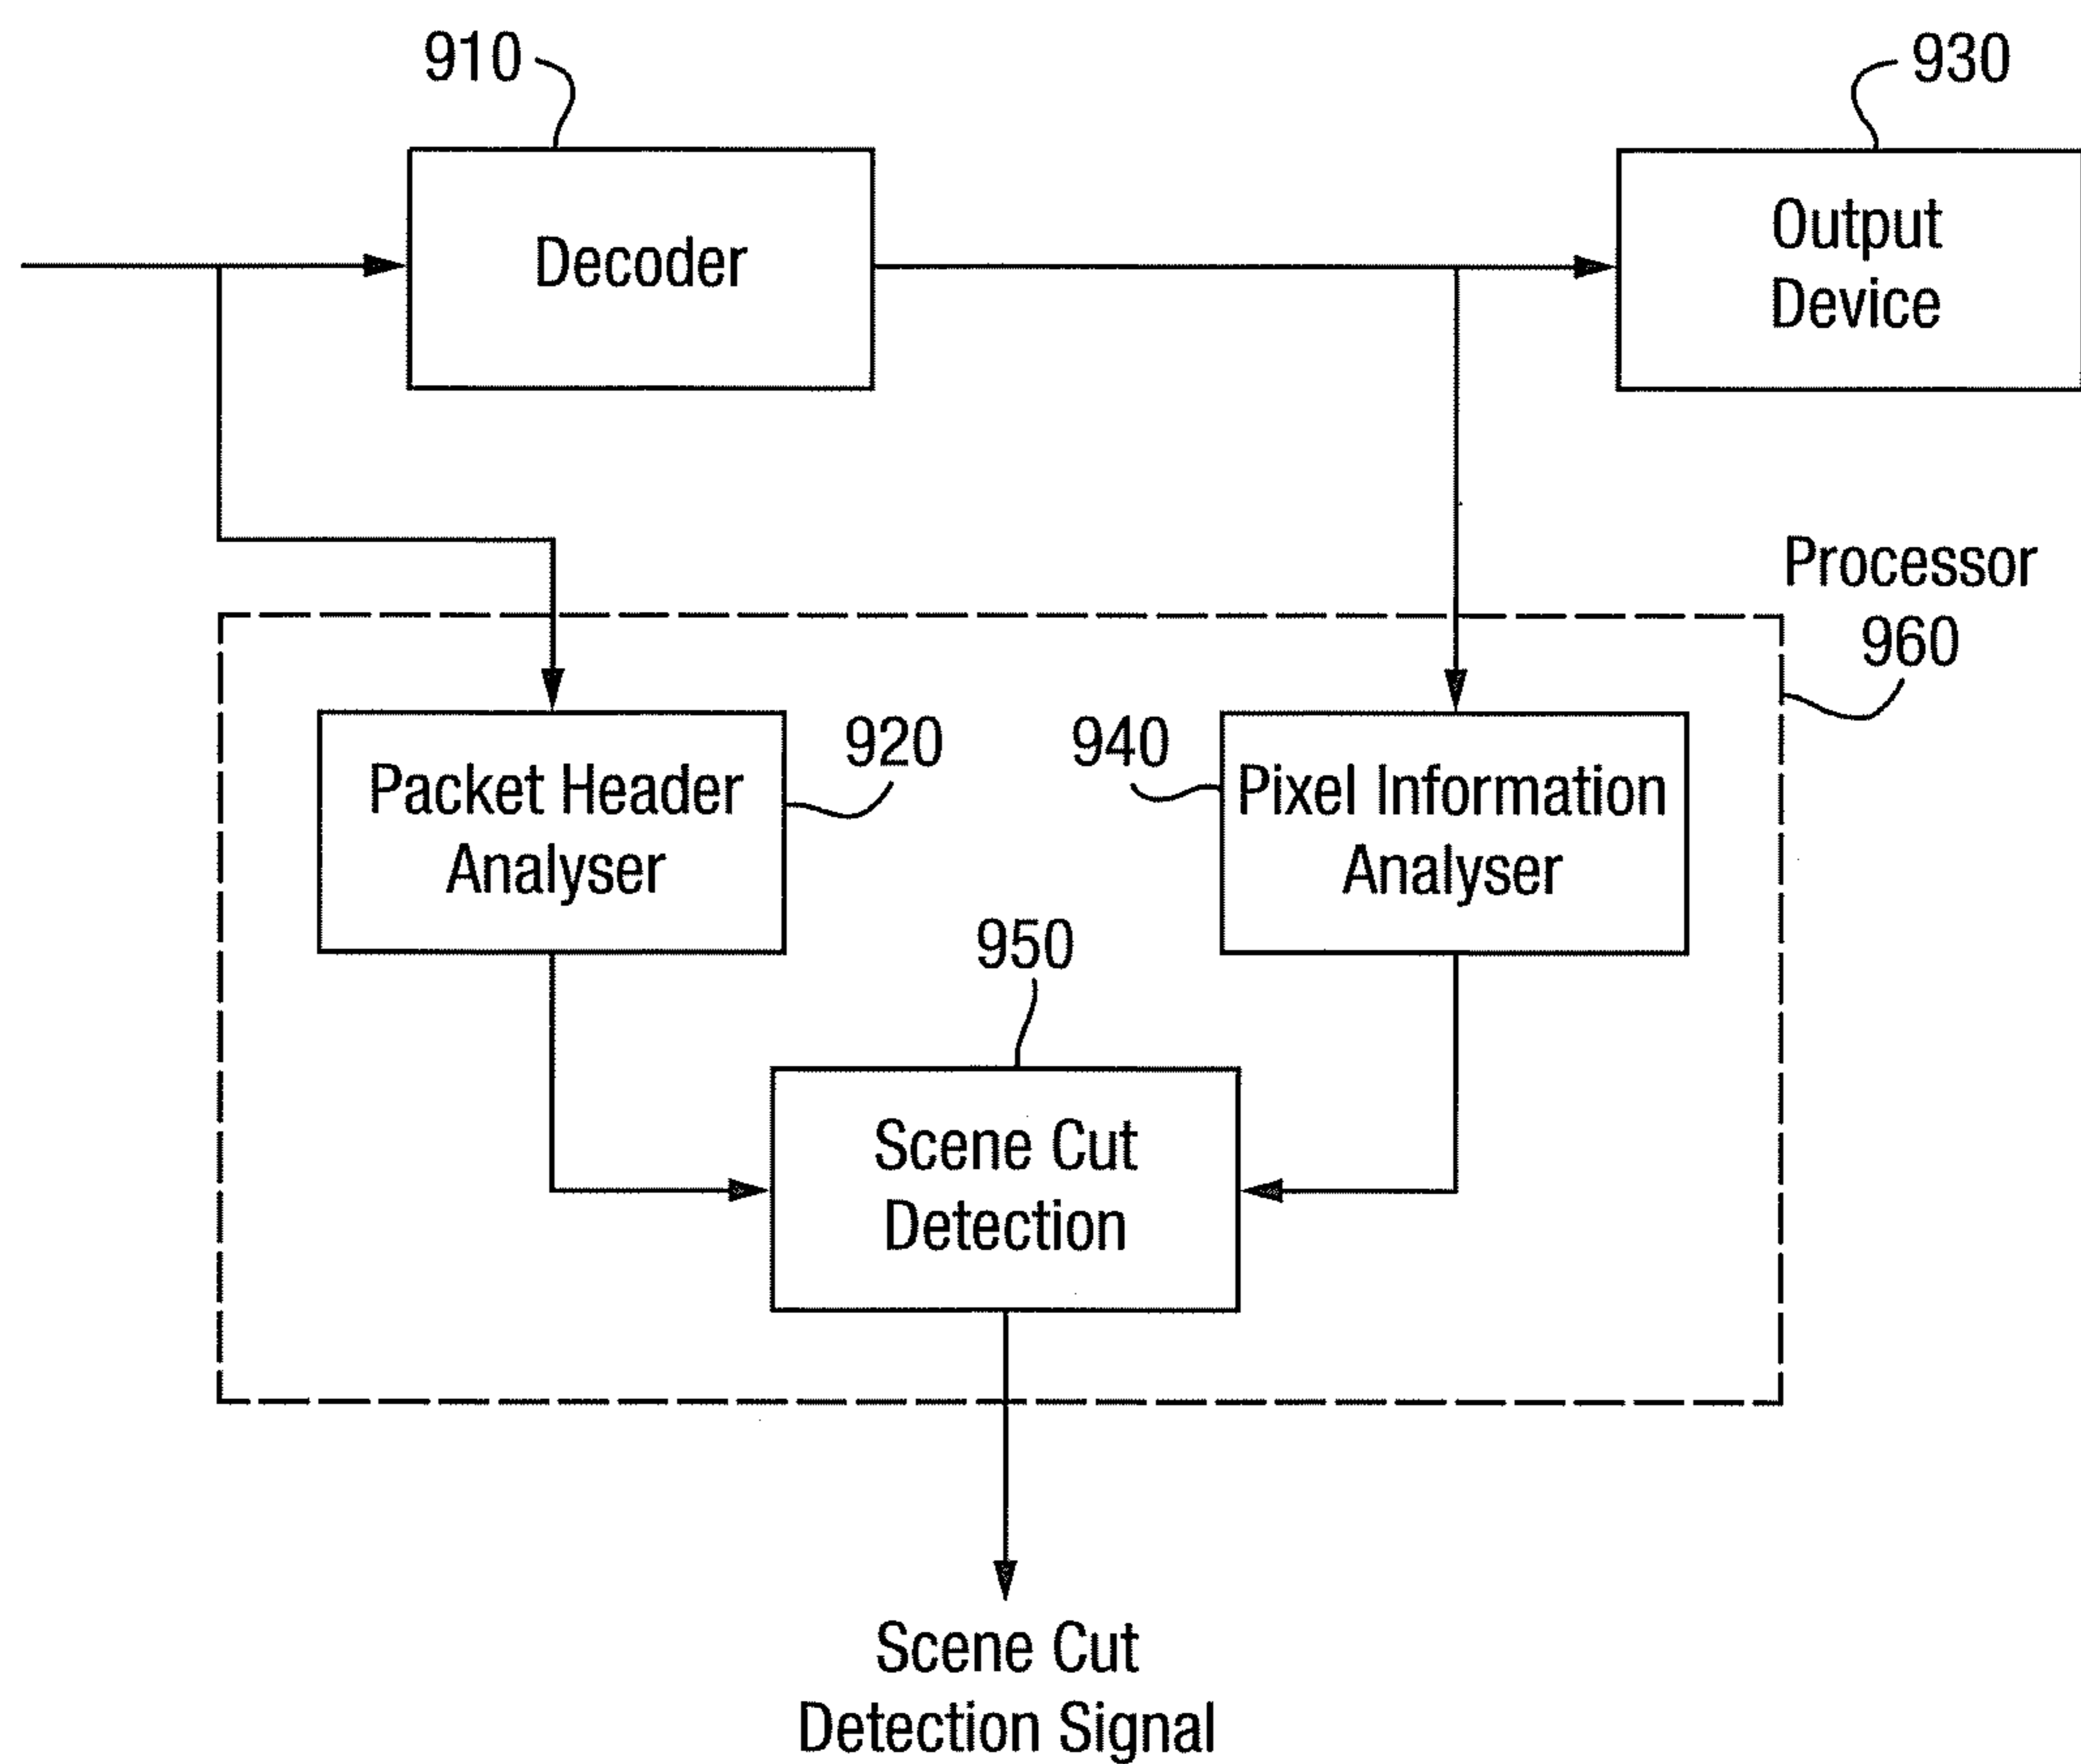 910
930
Decoder
Output
Device
Processor
960
920
940
Packet Header
Analyser
Pixel Information
Analyser
950
Scene Cut
Detection
Scene Cut
Detection Signal